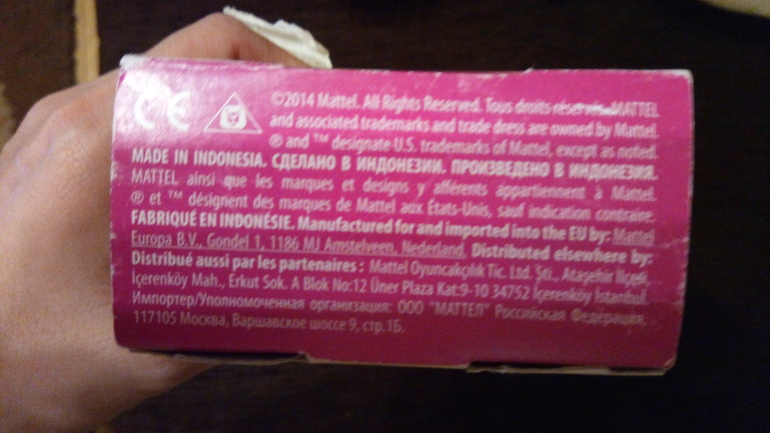 CE
©2014 Mattel. All Rights Reserved. Tous droits réservés. MATTEL
and associated trademarks and trade dress are owned by Mattel.
® and ™ designate U.S. trademarks of Mattel, except as noted.
MADE IN INDONESIA. СДЕЛАНО В ИНДОНЕЗИИ. ПРОИЗВЕДЕНО В ИНДОНЕЗИЯ.
MATTEL ainsi que les marques et designs y afférents appartiennent à Mattel.
® et ™ désignent des marques de Mattel aux États-Unis, sauf indication contraire.
FABRIQUÉ EN INDONÉSIE. Manufactured for and imported into the EU by: Mattel
Europa B.V., Gondel 1, 1186 MJ Amstelveen, Nederland. Distributed elsewhere by:
Distribué aussi par les partenaires : Mattel Oyuncakçılık Tic. Ltd. Şti., Ataşehir İlçesi,
İçerenköy Mah., Erkut Sok. A Blok No:12 Üner Plaza Kat:9-10 34752 İçerenköy İstanbul.
Импортер/Уполномоченная организация: ООО "МАТТЕЛ" Российская Федерация,
117105 Москва, Варшавское шоссе 9, стр.1Б.